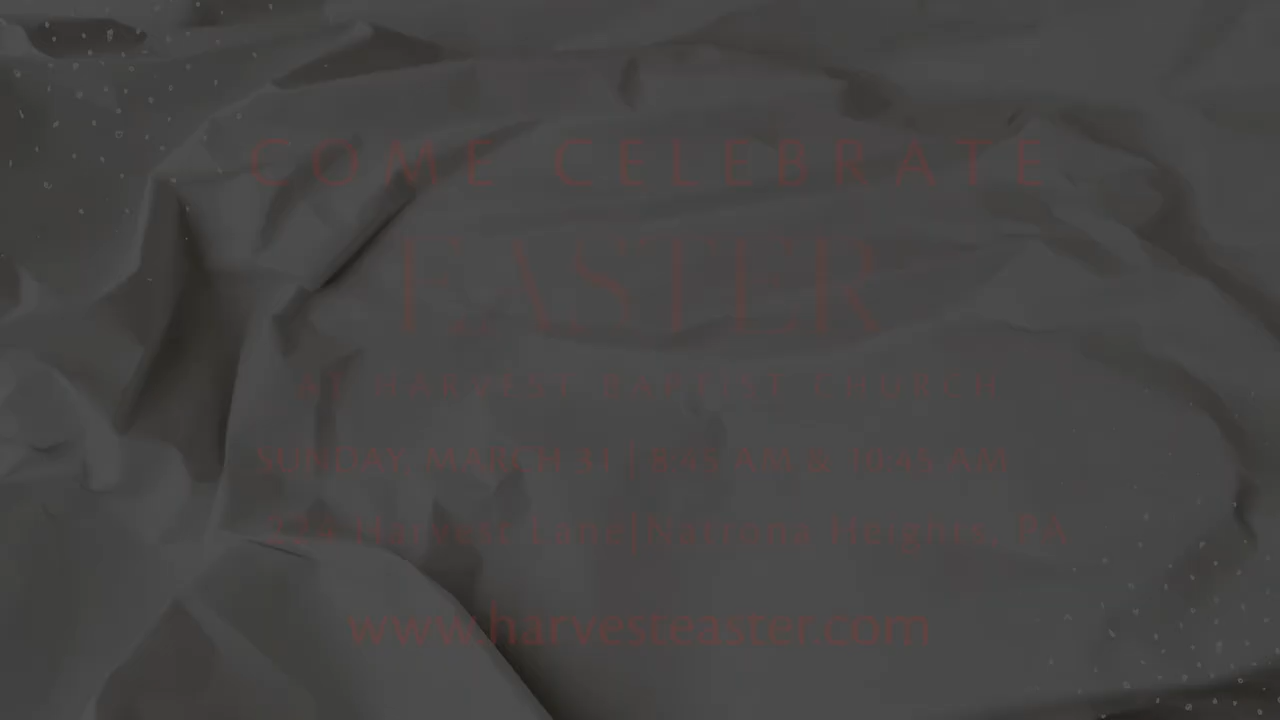 COME CELEBRATE
EASTER
AT HARVEST BAPTIST CHURCH
SUNDAY, MARCH 31 | 8:45 AM & 10:45 AM
324 Harvest Lane|Natrona Heights, PA
www.harvesteaster.com